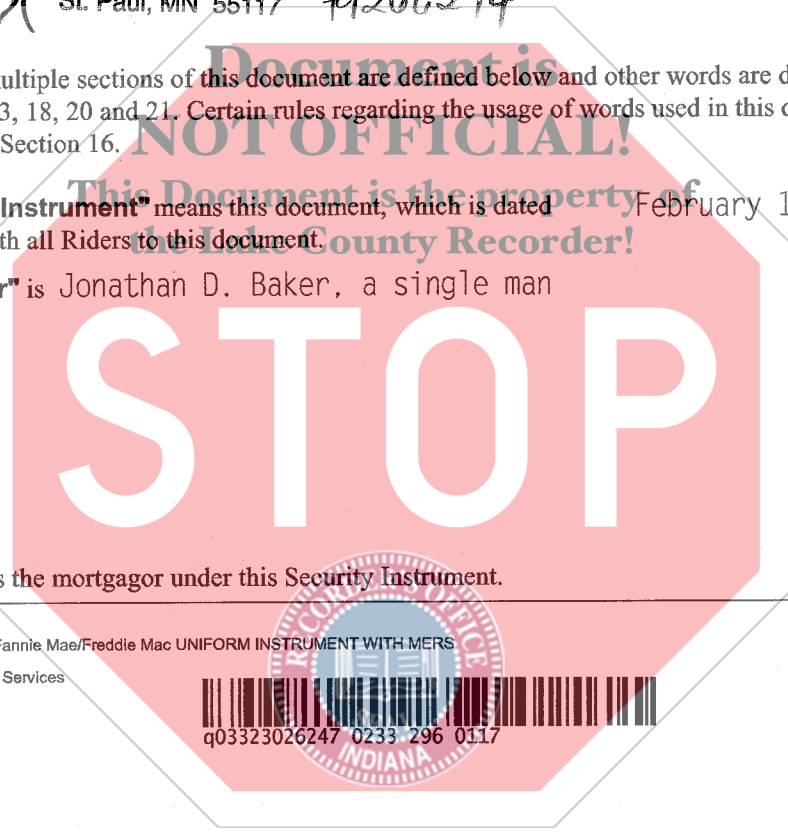 St. Paul, MN 55117
Document is
ultiple sections of this document are defined below and other words are d
3, 18, 20 and 21. Certain rules regarding the usage of words used in this d
NOT OFFICIAL!
Section 16.
This Document is the property of
Instrument" means this document, which is dated February 1
th all Riders to this document.
the Lake County Recorder!
r" is Jonathan D. Baker, a single man
STOP
s the mortgagor under this Security Instrument.
Fannie Mae/Freddie Mac UNIFORM INSTRUMENT WITH MERS
Services
RECORDER'S OFFICE
q03323026247 0233 296 0117
INDIANA